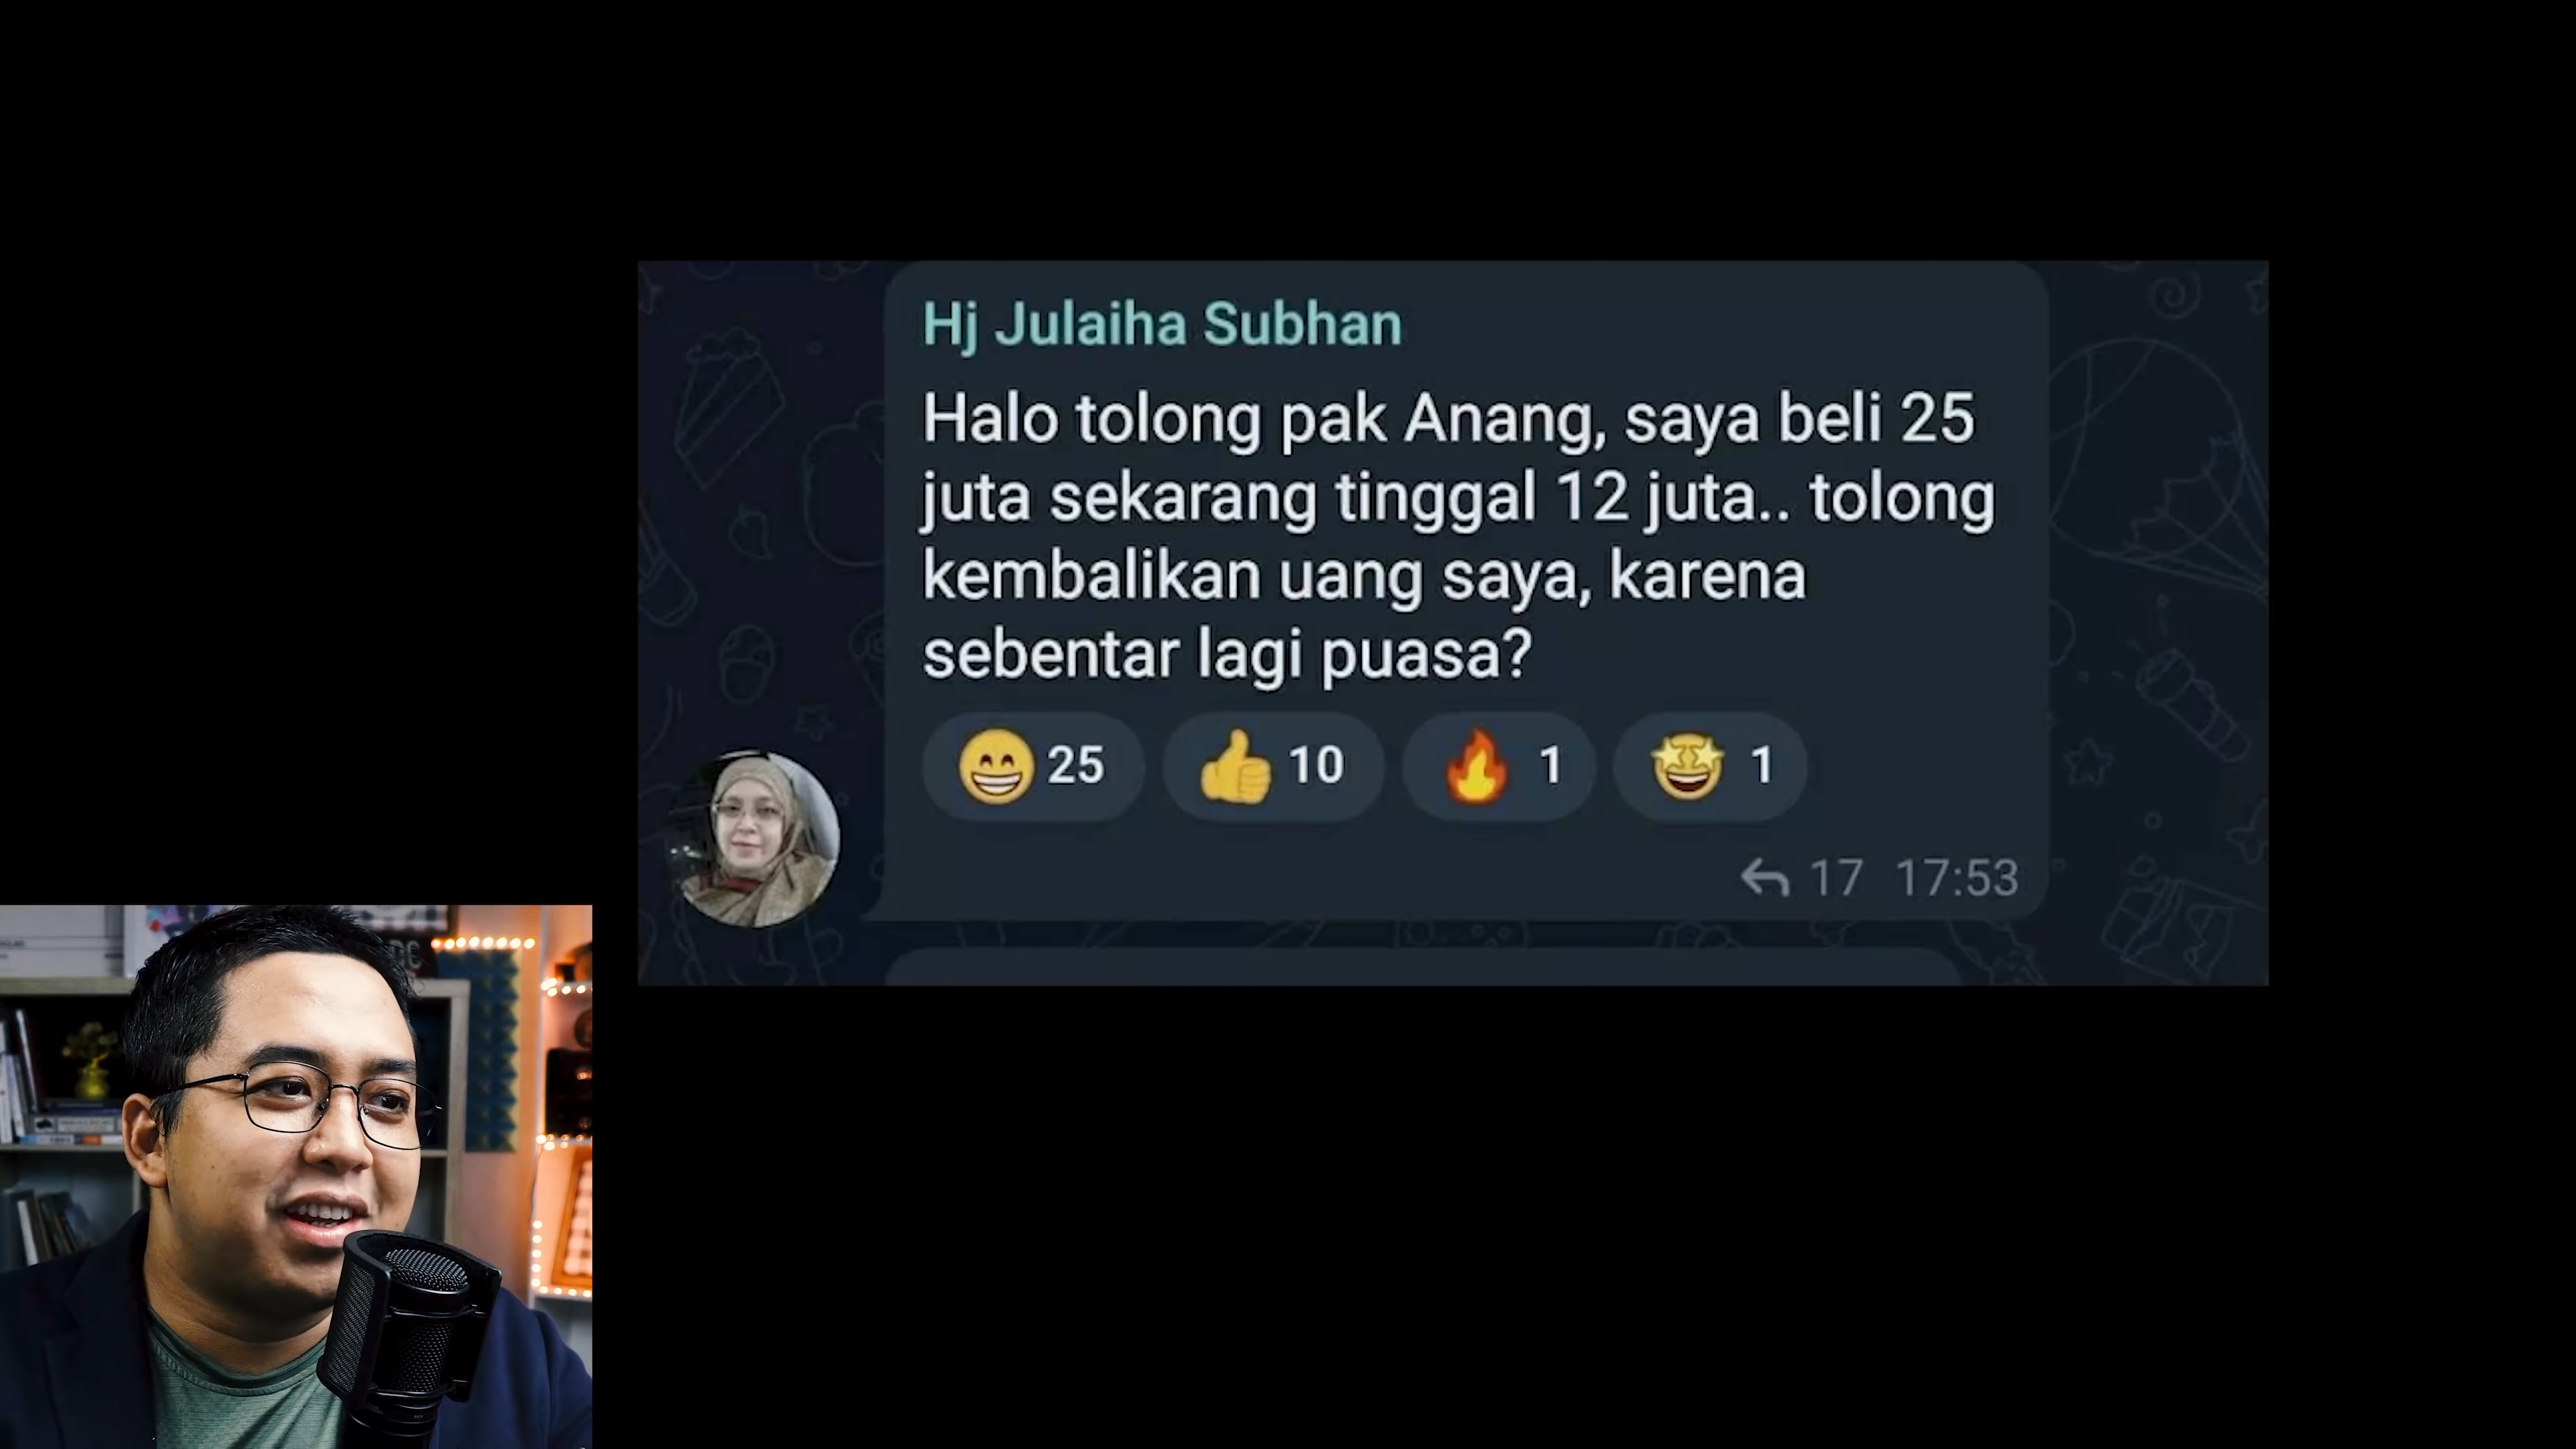 Hj Julaiha Subhan
Halo tolong pak Anang, saya beli 25
juta sekarang tinggal 12 juta.. tolong
kembalikan uang saya, karena
sebentar lagi puasa?
25 10 1 1
17 17:53